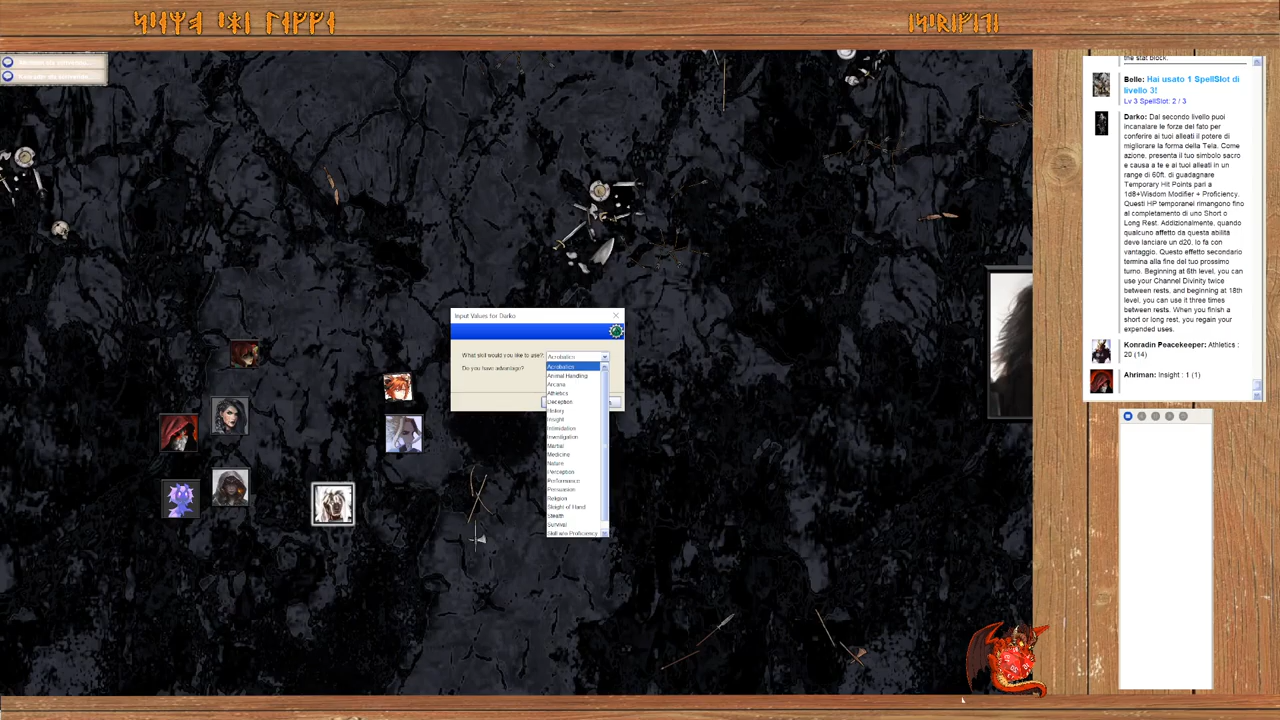 the stat block.
Belle: Hai usato 1 SpellSlot di
livello 3!
Lv 3 SpellSlot: 2 / 3
Darko: Dal secondo livello puoi
incanalare le forze del fato per
conferire ai tuoi alleati il potere di
migliorare la forma della Tela. Come
azione, presenta il tuo simbolo sacro
e causa a te e ai tuoi alleati in un
range di 60ft. di guadagnare
Temporary Hit Points pari a
1d8+Wisdom Modifier + Proficiency.
Questi HP temporanei rimangono fino
al completamento di uno Short o
Long Rest. Addizionalmente, quando
qualcuno affetto da questa abilità
deve lanciare un d20, lo fa con
vantaggio. Questo effetto secondario
termina alla fine del tuo prossimo
turno. Beginning at 6th level, you can
use your Channel Divinity twice
between rests, and beginning at 18th
level, you can use it three times
between rests. When you finish a
short or long rest, you regain your
expended uses.
Konradin Peacekeeper: Athletics :
20 (14)
Ahriman: Insight : 1 (1)
Input Values for Darko
What skill would you like to use?: Acrobatics
Do you have advantage?
Acrobatics
Animal Handling
Arcana
Athletics
Deception
History
Insight
Intimidation
Investigation
Martial
Medicine
Nature
Perception
Performance
Persuasion
Religion
Sleight of Hand
Stealth
Survival
Skill w/o Proficiency